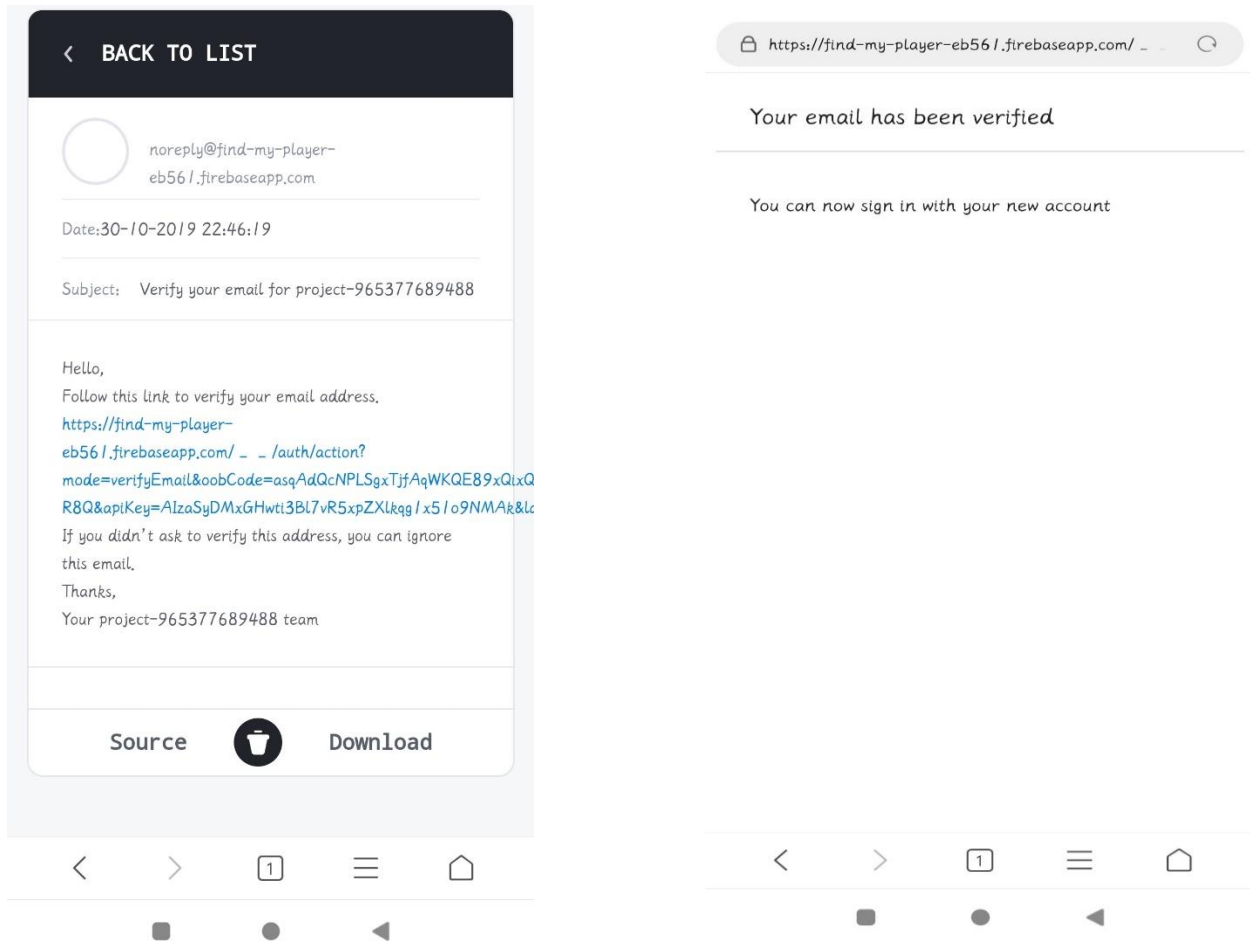 BACK TO LIST
noreply@find-my-player-
eb561.firebaseapp.com
Date:30-10-2019 22:46:19
Subject: Verify your email for project-965377689488
Hello,
Follow this link to verify your email address.
https://find-my-player-
eb561.firebaseapp.com/ _ _ /auth/action?
mode=verifyEmail&oobCode=asqAdQcNPLSgxTjfAqWKQE89xQixQ
R8Q&apiKey=AIzaSyDMxGHwti3Bl7vR5xpZXlkqg1x51o9NMAk&la
If you didn't ask to verify this address, you can ignore
this email.
Thanks,
Your project-965377689488 team
Source Download
1
https://find-my-player-eb561.firebaseapp.com/ _ _
Your email has been verified
You can now sign in with your new account
1